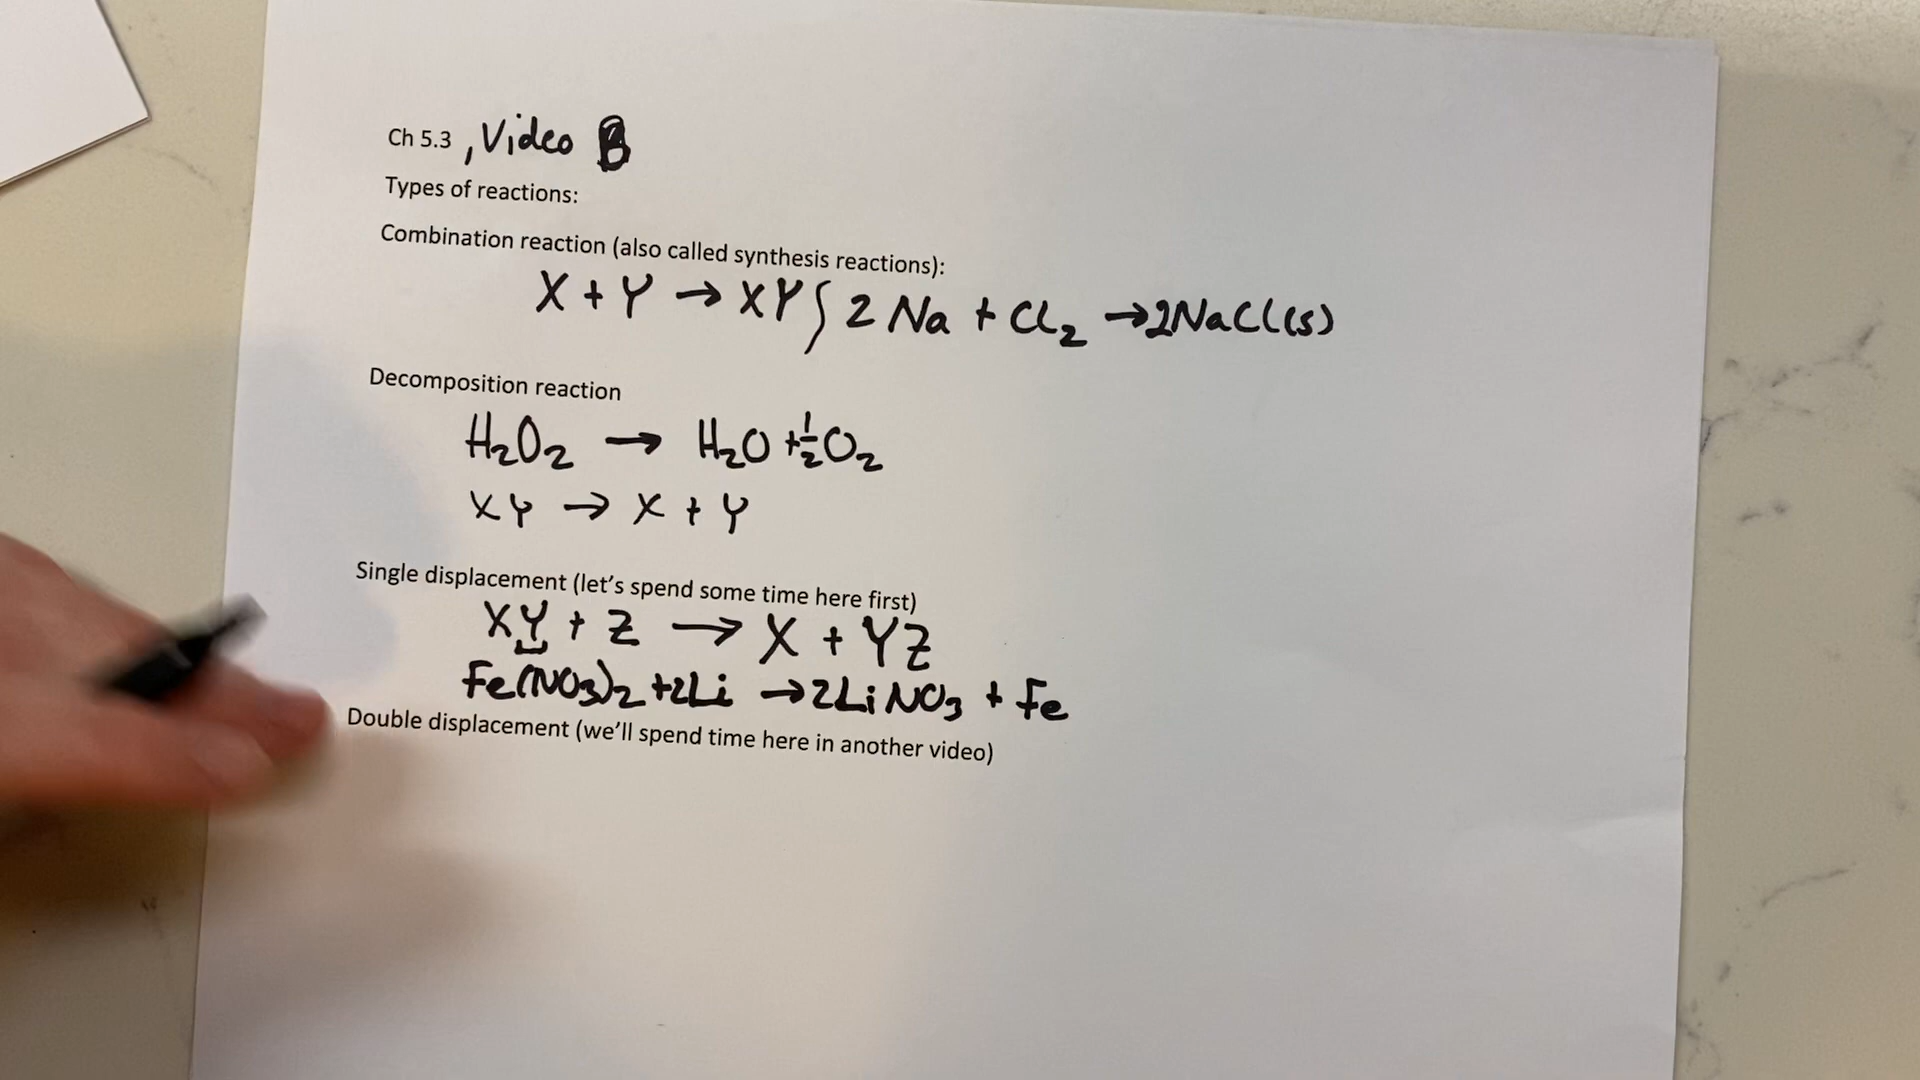 Ch 5.3, Video B
Types of reactions:
Combination reaction (also called synthesis reactions):
X + Y → XY ∫ 2 Na + Cl₂ → 2NaCl(s)
Decomposition reaction
H₂O₂ → H₂O + ½O₂
XY → X + Y
Single displacement (let's spend some time here first)
XY + Z → X + YZ
Fe(NO₃)₂ + 2Li → 2LiNO₃ + Fe
Double displacement (we'll spend time here in another video)